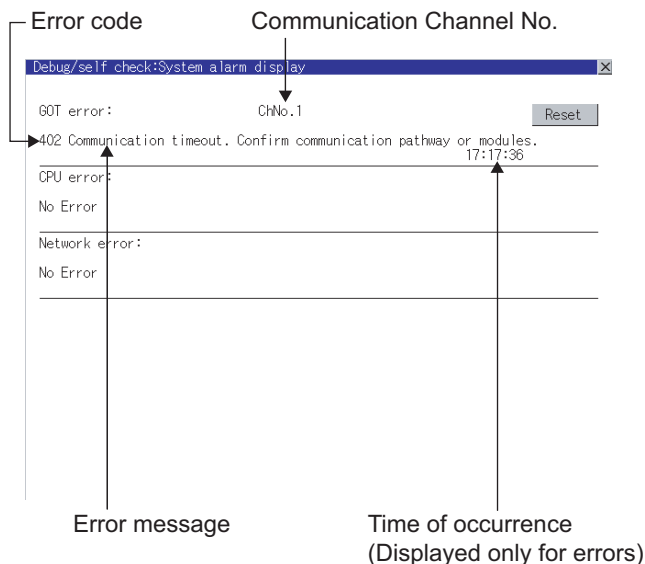 Error code
Communication Channel No.
Debug/self check:System alarm display
GOT error: ChNo.1 Reset
402 Communication timeout. Confirm communication pathway or modules.
17:17:36
CPU error:
No Error
Network error:
No Error
Error message
Time of occurrence
(Displayed only for errors)